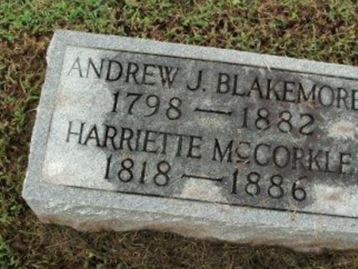 ANDREW J. BLAKEMORE
1798 — 1882
HARRIETTE McCORKLE
1818 — 1886